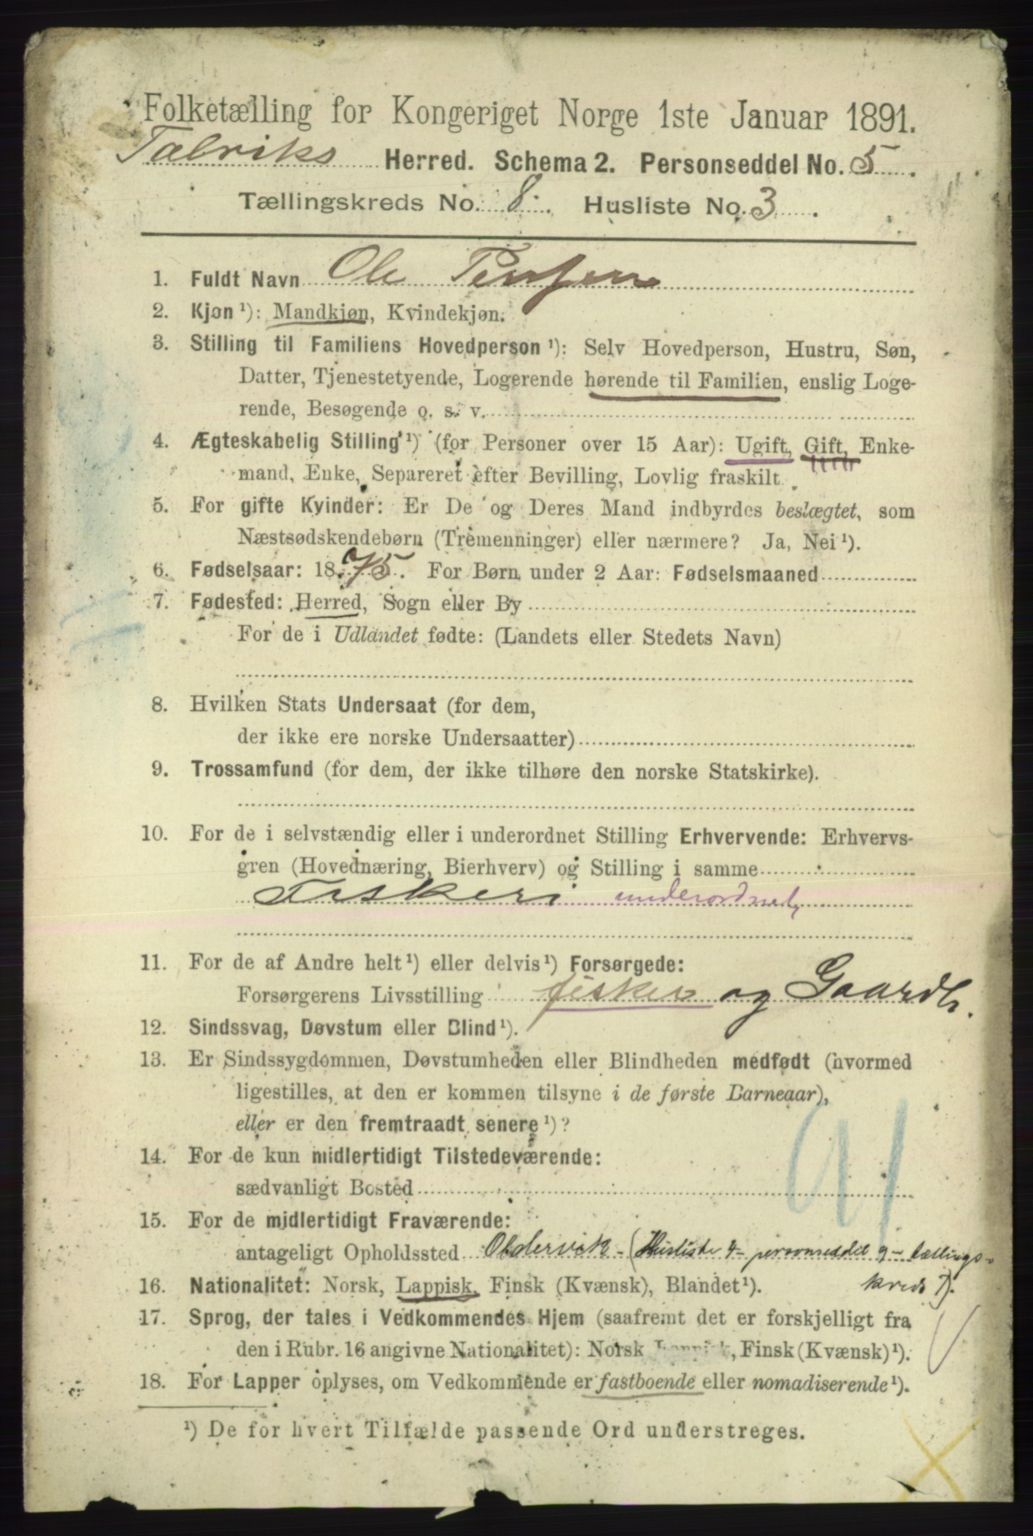 Folketælling for Kongeriget Norge 1ste Januar 1891.
Talviks Herred. Schema 2. Personseddel No. 5
Tællingskreds No. 8. Husliste No. 3
1. Fuldt Navn Ole
2. Kjøn¹): Mandkjøn, Kvindekjøn.
3. Stilling til Familiens Hovedperson¹): Selv Hovedperson, Hustru, Søn,
Datter, Tjenestetyende, Logerende hørende til Familien, enslig Loge-
rende, Besøgende o. s. v.
4. Ægteskabelig Stilling¹) (for Personer over 15 Aar): Ugift, Gift, Enke-
mand, Enke, Separeret efter Bevilling, Lovlig fraskilt.
5. For gifte Kvinder: Er De og Deres Mand indbyrdes beslægtet, som
Næstsødskendebørn (Tremenninger) eller nærmere? Ja, Nei¹).
6. Fødselsaar: 1875. For Børn under 2 Aar: Fødselsmaaned
7. Fødested: Herred, Sogn eller By
For de i Udlandet fødte: (Landets eller Stedets Navn)
8. Hvilken Stats Undersaat (for dem,
der ikke ere norske Undersaatter)
9. Trossamfund (for dem, der ikke tilhøre den norske Statskirke).
10. For de i selvstændig eller i underordnet Stilling Erhvervende: Erhvervs-
gren (Hovednæring, Bierhverv) og Stilling i samme
Fiskeri underordnet,
11. For de af Andre helt¹) eller delvis¹) Forsørgede:
Forsørgerens Livsstilling fisker og Gaardb.
12. Sindssvag, Døvstum eller Blind¹).
13. Er Sindssygdommen, Døvstumheden eller Blindheden medfødt (hvormed
ligestilles, at den er kommen tilsyne i de første Barneaar),
eller er den fremtraadt senere¹)?
14. For de kun midlertidigt Tilstedeværende:
sædvanligt Bosted
15. For de midlertidigt Fraværende:
antageligt Opholdssted (Husliste 4- personseddel 9- tællings-
kreds 7).
16. Nationalitet: Norsk, Lappisk, Finsk (Kvænsk), Blandet¹).
17. Sprog, der tales i Vedkommendes Hjem (saafremt det er forskjelligt fra
den i Rubr. 16 angivne Nationalitet): Norsk Lappisk, Finsk (Kvænsk)¹).
18. For Lapper oplyses, om Vedkommende er fastboende eller nomadiserende¹).
¹) De for hvert Tilfælde passende Ord understreges.